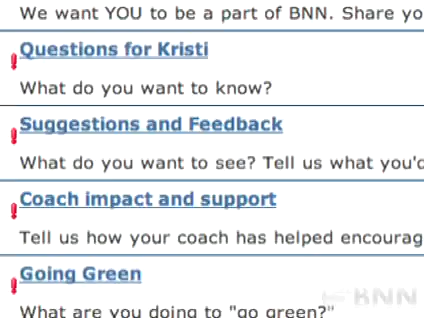 We want YOU to be a part of BNN. Share yo
Questions for Kristi
What do you want to know?
Suggestions and Feedback
What do you want to see? Tell us what you'd
Coach impact and support
Tell us how your coach has helped encourag
Going Green
What are you doing to "go green?"
BNN